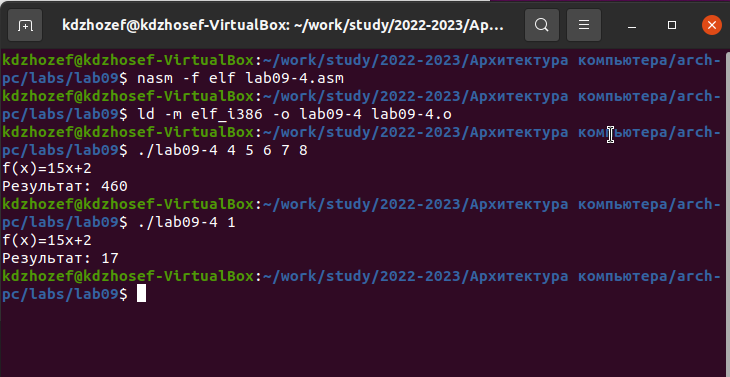 kdzhozef@kdzhosef-VirtualBox: ~/work/study/2022-2023/Ар...
kdzhozef@kdzhosef-VirtualBox:~/work/study/2022-2023/Архитектура компьютера/arch-
pc/labs/lab09$ nasm -f elf lab09-4.asm
kdzhozef@kdzhosef-VirtualBox:~/work/study/2022-2023/Архитектура компьютера/arch-
pc/labs/lab09$ ld -m elf_i386 -o lab09-4 lab09-4.o
kdzhozef@kdzhosef-VirtualBox:~/work/study/2022-2023/Архитектура компьютера/arch-
pc/labs/lab09$ ./lab09-4 4 5 6 7 8
f(x)=15x+2
Результат: 460
kdzhozef@kdzhosef-VirtualBox:~/work/study/2022-2023/Архитектура компьютера/arch-
pc/labs/lab09$ ./lab09-4 1
f(x)=15x+2
Результат: 17
kdzhozef@kdzhosef-VirtualBox:~/work/study/2022-2023/Архитектура компьютера/arch-
pc/labs/lab09$